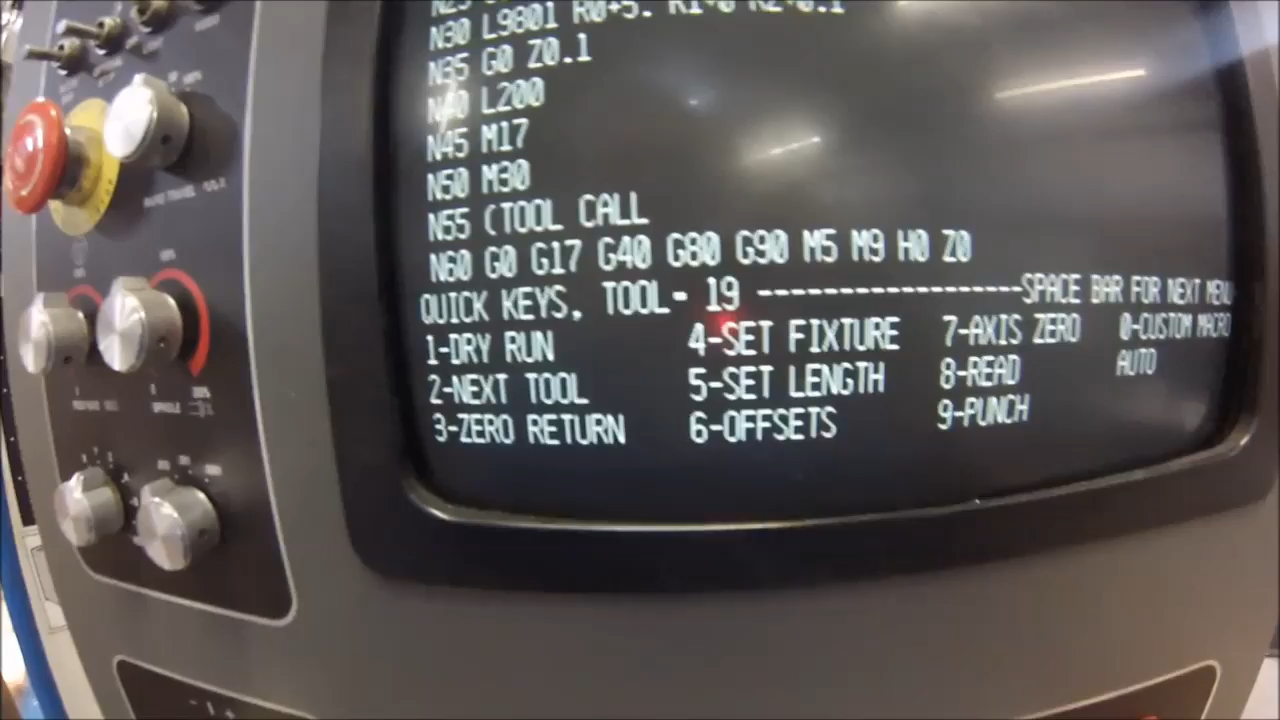 N30 L9801 R0+5. R1+0 R2+0.1
N35 G0 Z0.1
N40 L200
N45 M17
N50 M30
N55 (TOOL CALL
N60 G0 G17 G40 G80 G90 M5 M9 H0 Z0
QUICK KEYS, TOOL= 19 -----------------SPACE BAR FOR NEXT MENU
1-DRY RUN 4-SET FIXTURE 7-AXIS ZERO 0-CUSTOM MACRO
2-NEXT TOOL 5-SET LENGTH 8-READ AUTO
3-ZERO RETURN 6-OFFSETS 9-PUNCH